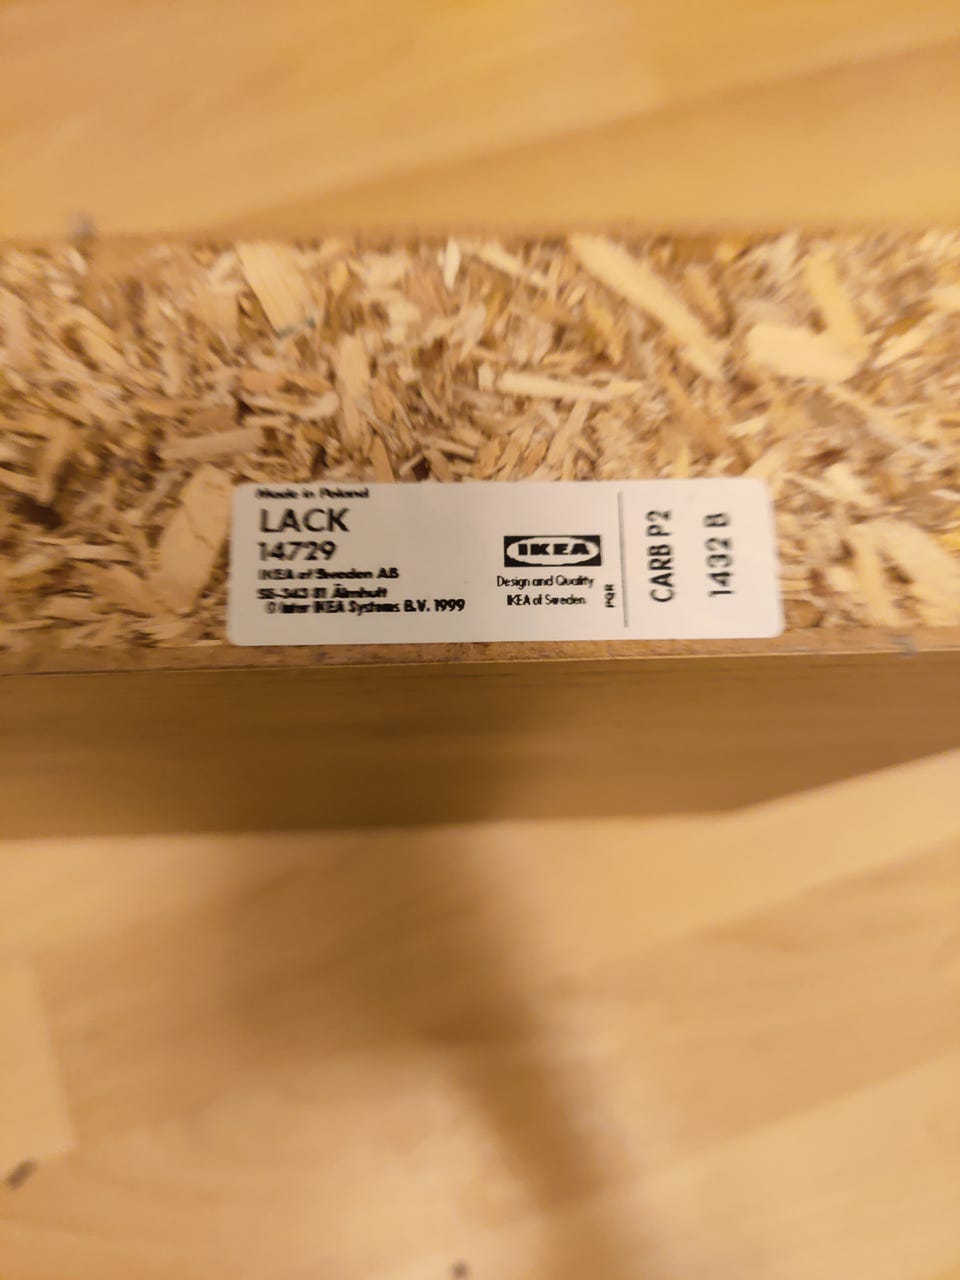 Made in Poland
LACK
14729
IKEA of Sweden AB
SE-343 81 Älmhult
© Inter IKEA Systems B.V. 1999
IKEA
Design and Quality
IKEA of Sweden
PQR
CARB P2
1432 B